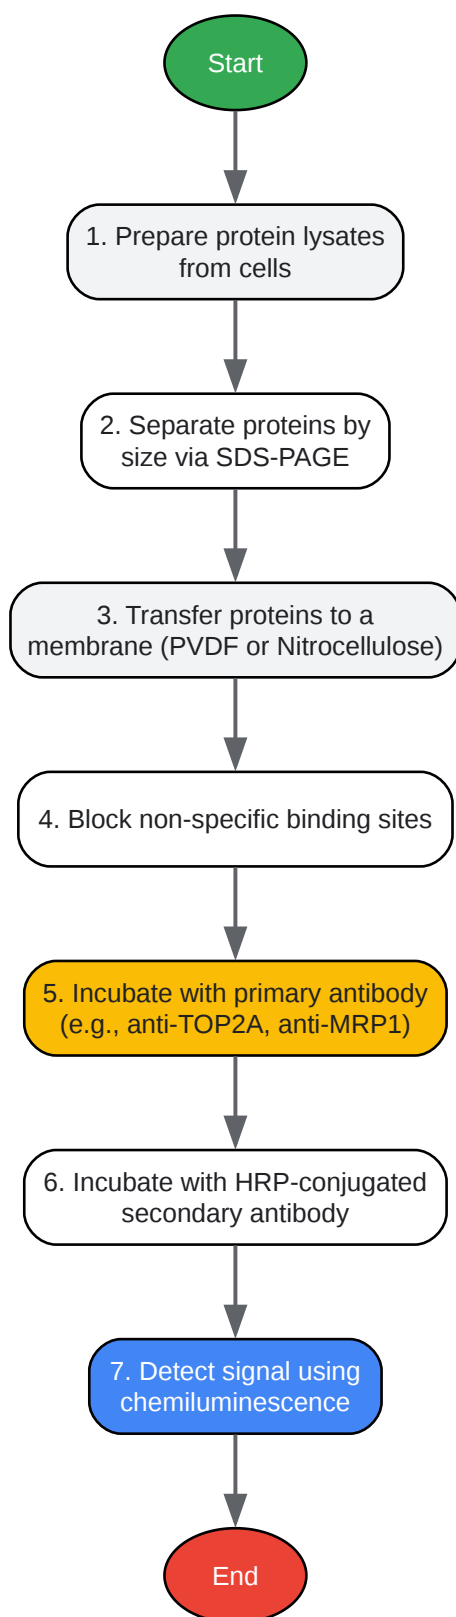 Start
1. Prepare protein lysates
from cells
2. Separate proteins by
size via SDS-PAGE
3. Transfer proteins to a
membrane (PVDF or Nitrocellulose)
4. Block non-specific binding sites
5. Incubate with primary antibody
(e.g., anti-TOP2A, anti-MRP1)
6. Incubate with HRP-conjugated
secondary antibody
7. Detect signal using
chemiluminescence
End